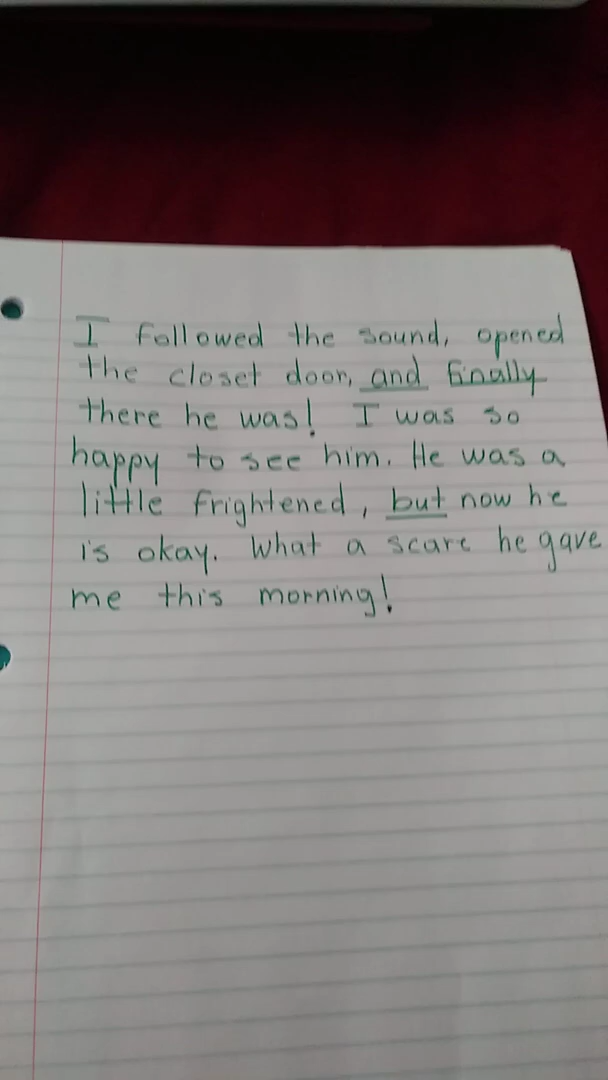 I followed the sound, opened
the closet door, and finally
there he was! I was so
happy to see him. He was a
little frightened, but now he
is okay. What a scare he gave
me this morning!